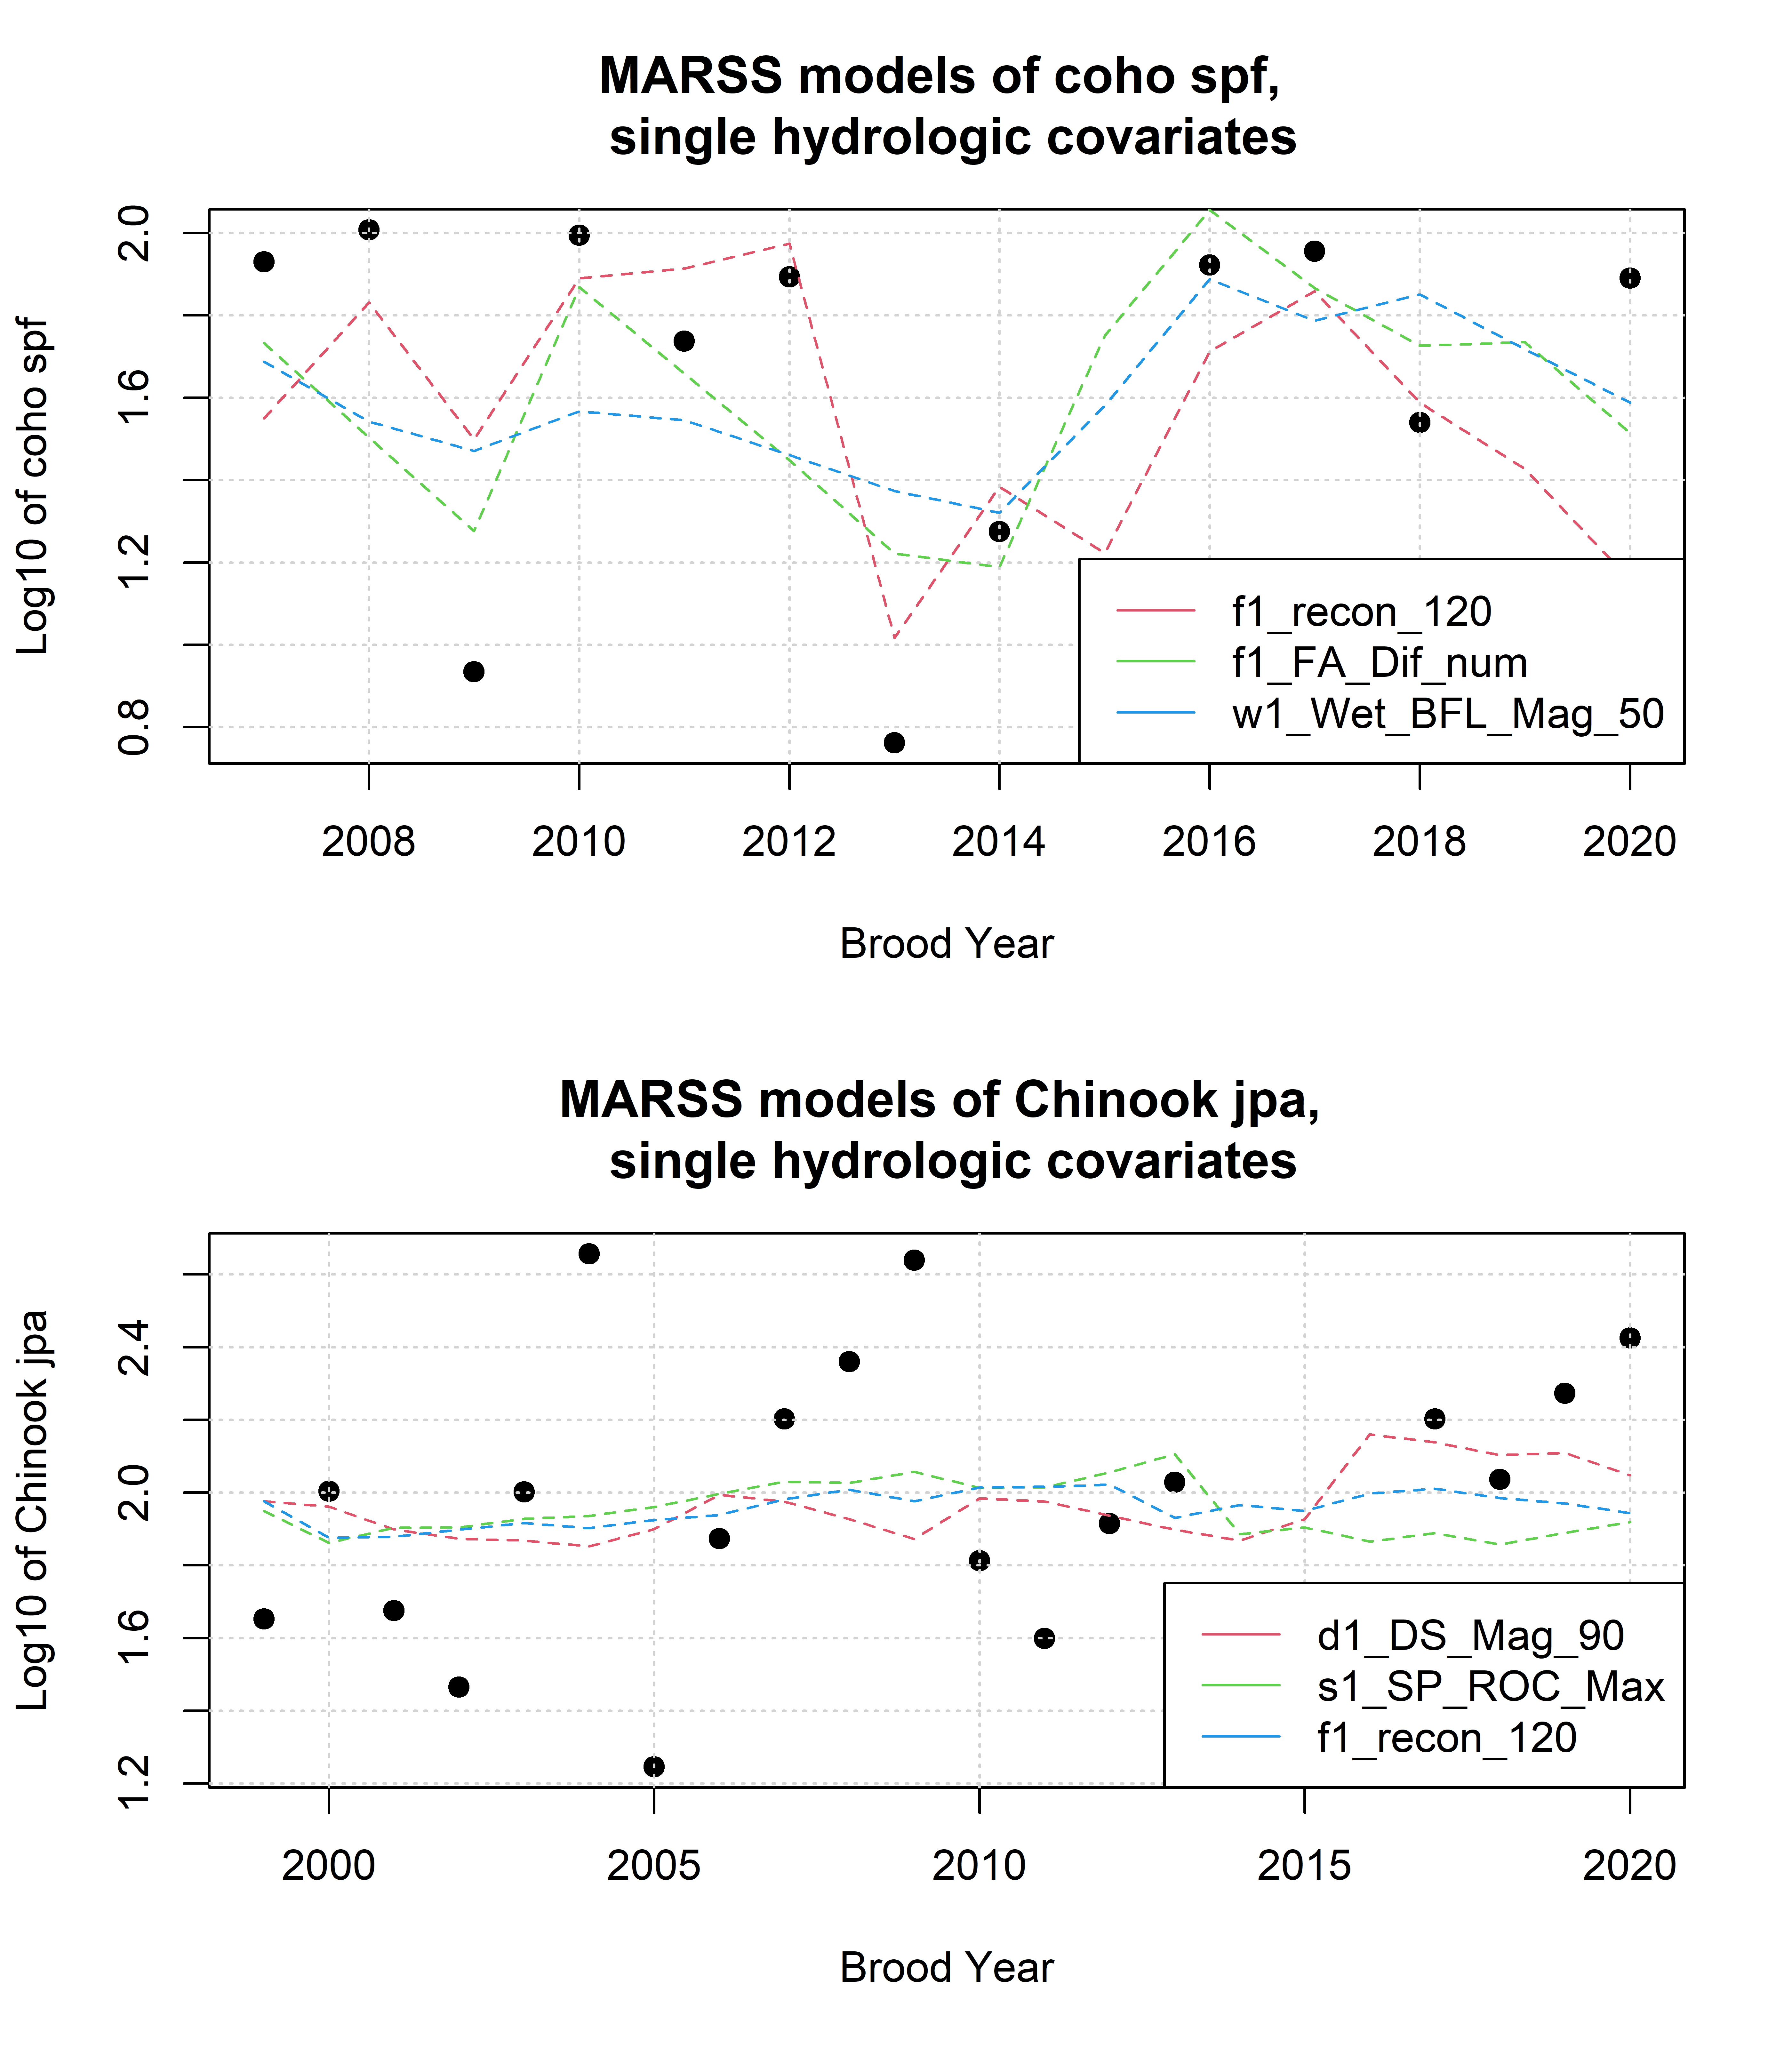 MARSS models of coho spf,
single hydrologic covariates
Log10 of coho spf
2.0
1.6
1.2
0.8
f1_recon_120
f1_FA_Dif_num
w1_Wet_BFL_Mag_50
2008 2010 2012 2014 2016 2018 2020
Brood Year
MARSS models of Chinook jpa,
single hydrologic covariates
Log10 of Chinook jpa
2.4
2.0
1.6
1.2
d1_DS_Mag_90
s1_SP_ROC_Max
f1_recon_120
2000 2005 2010 2015 2020
Brood Year